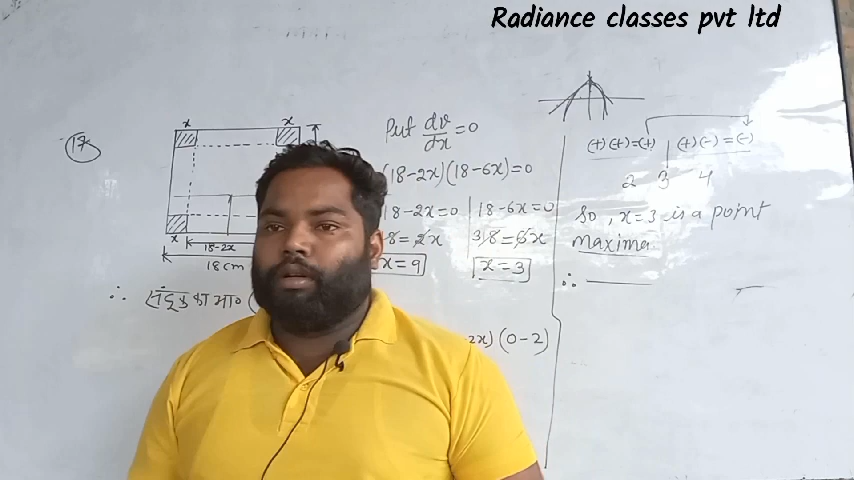 Radiance classes pvt ltd
17
x
x
x
18-2x
18 cm
Put dv/dx = 0
(18-2x)(18-6x)=0
18-2x=0
8=2x
x=9
18-6x=0
18=6x
x=3
2x) (0-2)
(+)(+)=(+)
(+)(-)=(-)
2 3 4
So, x=3 is a point
maxima
∴